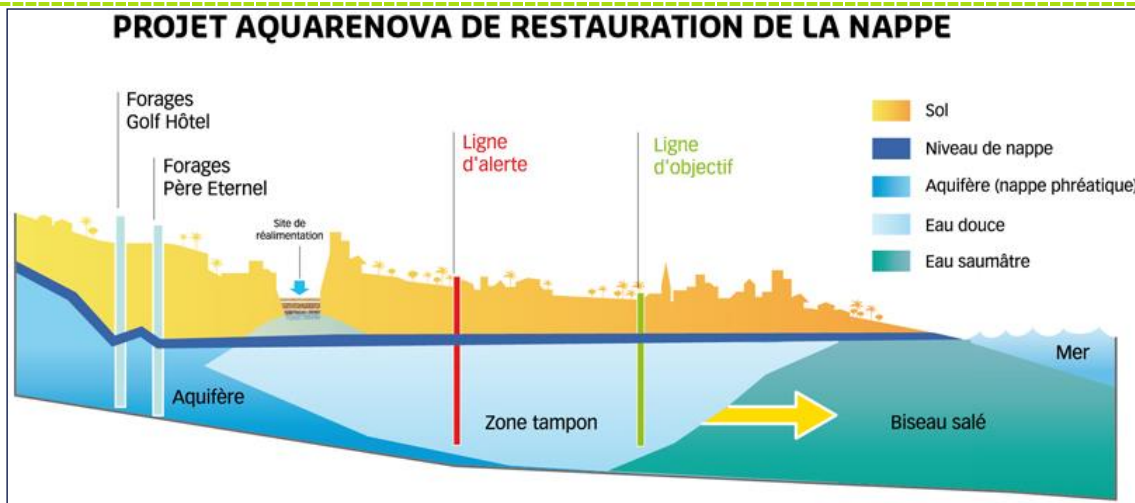 PROJET AQUARENOVA DE RESTAURATION DE LA NAPPE
Forages
Golf Hôtel
Forages
Père Eternel
Site de
réalimentation
Ligne
d'alerte
Ligne
d'objectif
Sol
Niveau de nappe
Aquifère (nappe phréatique)
Eau douce
Eau saumâtre
Mer
Aquifère
Zone tampon
Biseau salé